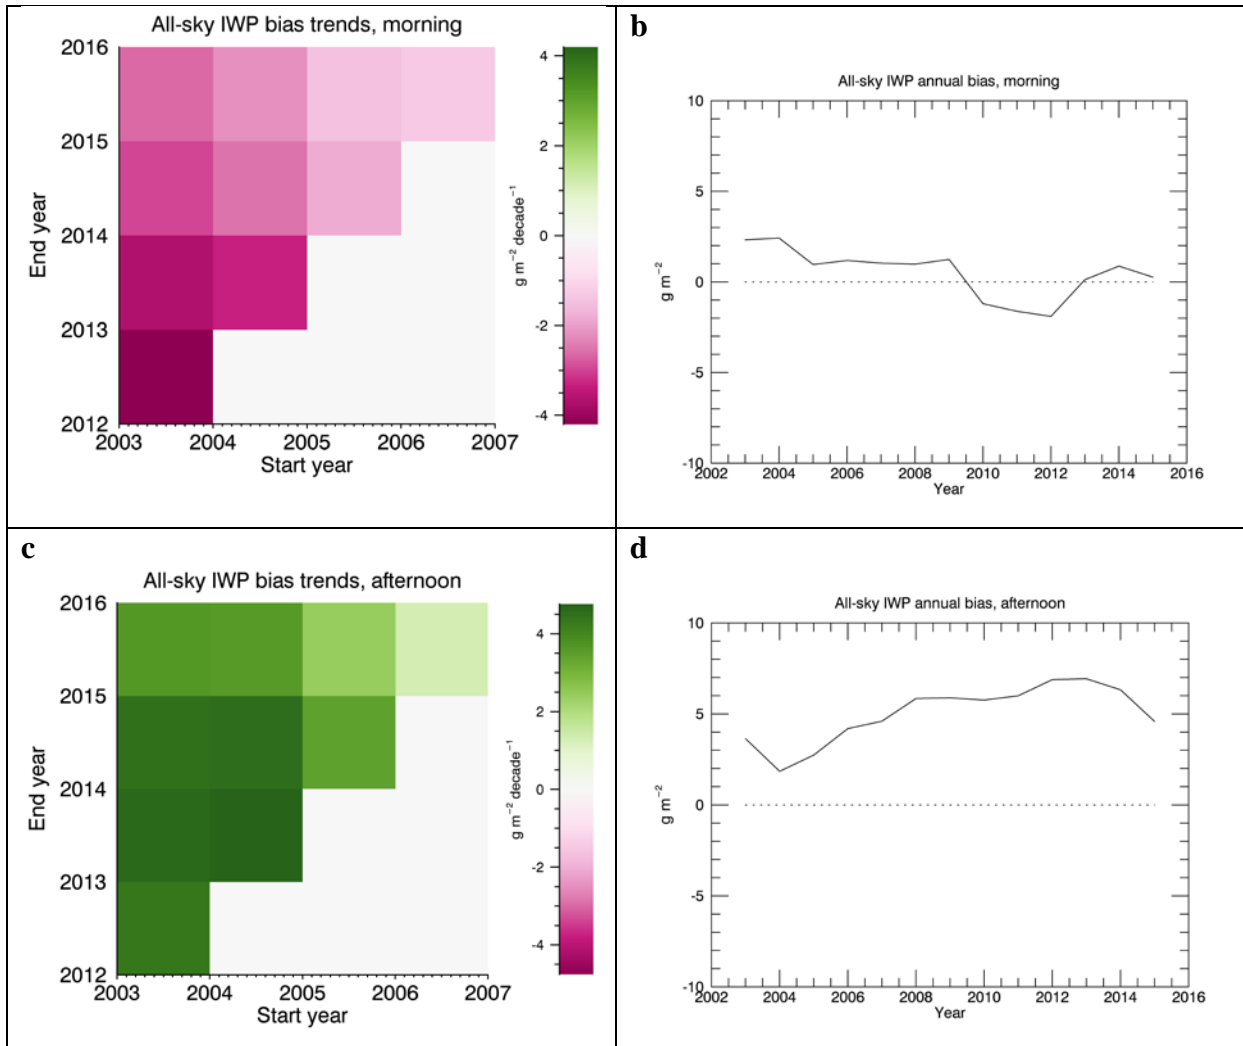 All-sky IWP bias trends, morning
2016
2015
2014
2013
2012
End year
2003 2004 2005 2006 2007
Start year
4
2
0
-2
-4
g m⁻² decade⁻¹
b
All-sky IWP annual bias, morning
10
5
0
-5
-10
g m⁻²
2002 2004 2006 2008 2010 2012 2014 2016
Year
c
All-sky IWP bias trends, afternoon
2016
2015
2014
2013
2012
End year
2003 2004 2005 2006 2007
Start year
4
2
0
-2
-4
g m⁻² decade⁻¹
d
All-sky IWP annual bias, afternoon
10
5
0
-5
-10
g m⁻²
2002 2004 2006 2008 2010 2012 2014 2016
Year